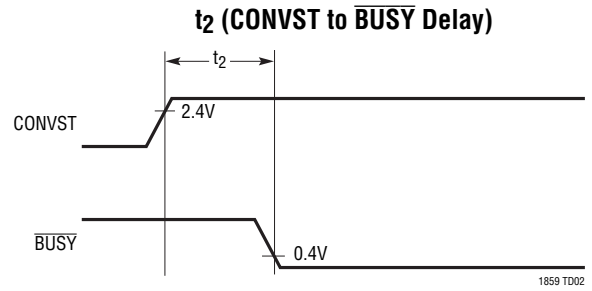 t2 (CONVST to BUSY Delay)
t2
CONVST
2.4V
BUSY
0.4V
1859 TD02